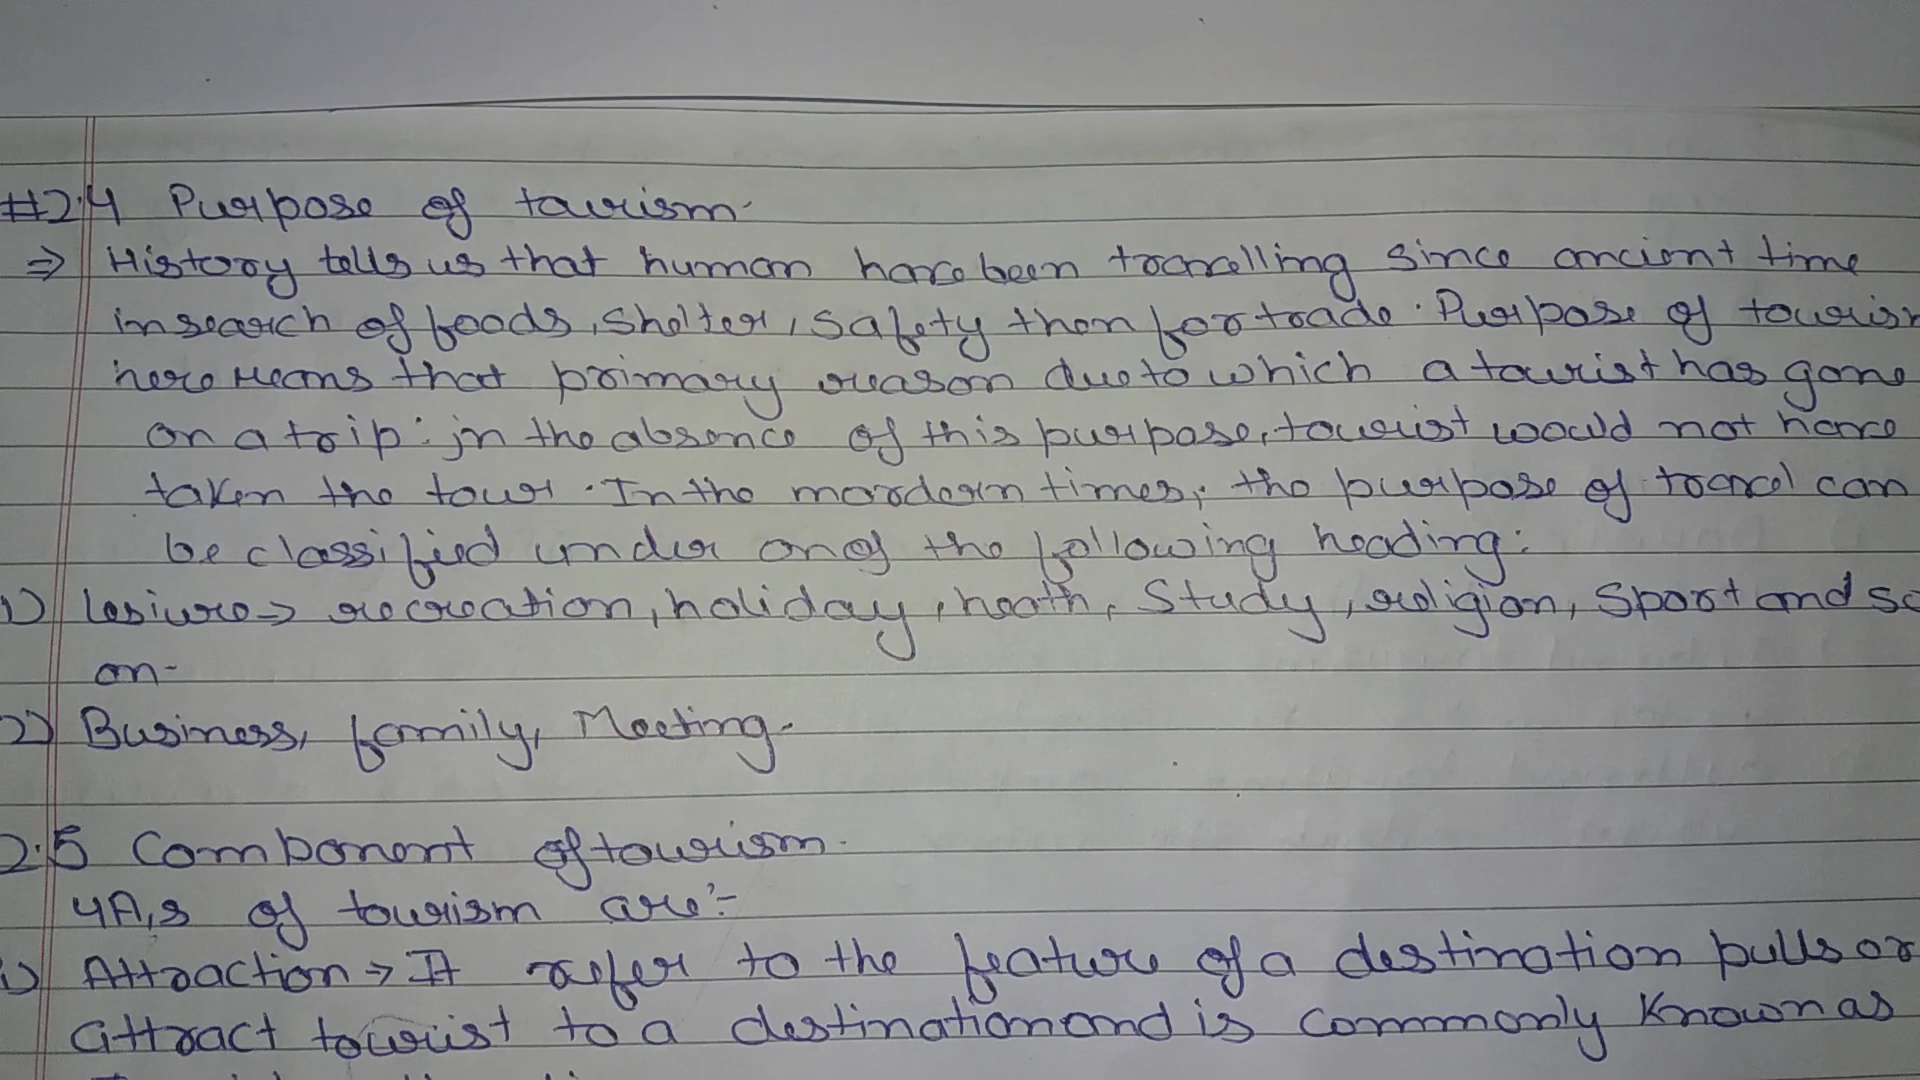 #2.4 Purpose of tourism.
⇒ History tells us that human have been travelling since ancient time
in search of foods, shelter, safety then for trade. Purpose of tourism
here means that primary reason due to which a tourist has gone
on a trip. in the absence of this purpose, tourist would not have
taken the tour. In the mordern times, the purpose of travel can
be classified under on of the following heading:
1) Lesiure → recreation, holiday, heath, Study, religion, Sport and so
on-
2) Business, family, Meeting.
2.5 Component of tourism.
4A,s of tourism are:-
1) Attraction → It refer to the feature of a destination pulls or
attract tourist to a destination and is commonly known as